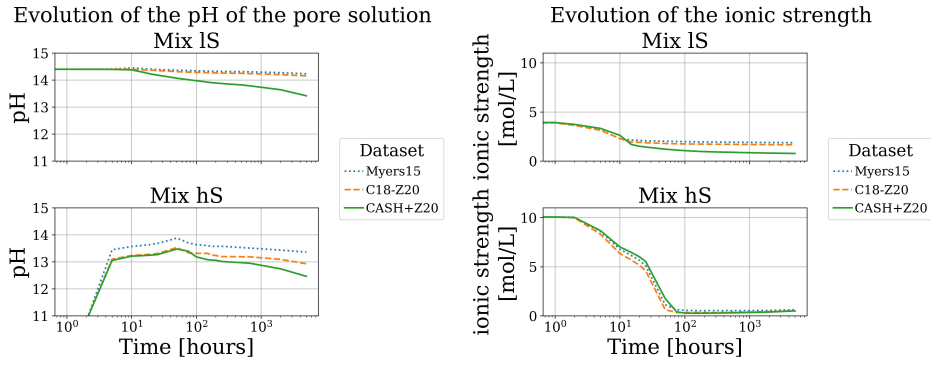 Evolution of the pH of the pore solution
Mix lS
15
14
13
12
11
pH
Mix hS
15
14
13
12
11
pH
10⁰ 10¹ 10² 10³
Time [hours]
Dataset
Myers15
C18-Z20
CASH+Z20
Evolution of the ionic strength
Mix lS
10
5
0
ionic strength
[mol/L]
Mix hS
10
5
0
ionic strength
[mol/L]
10⁰ 10¹ 10² 10³
Time [hours]
Dataset
Myers15
C18-Z20
CASH+Z20